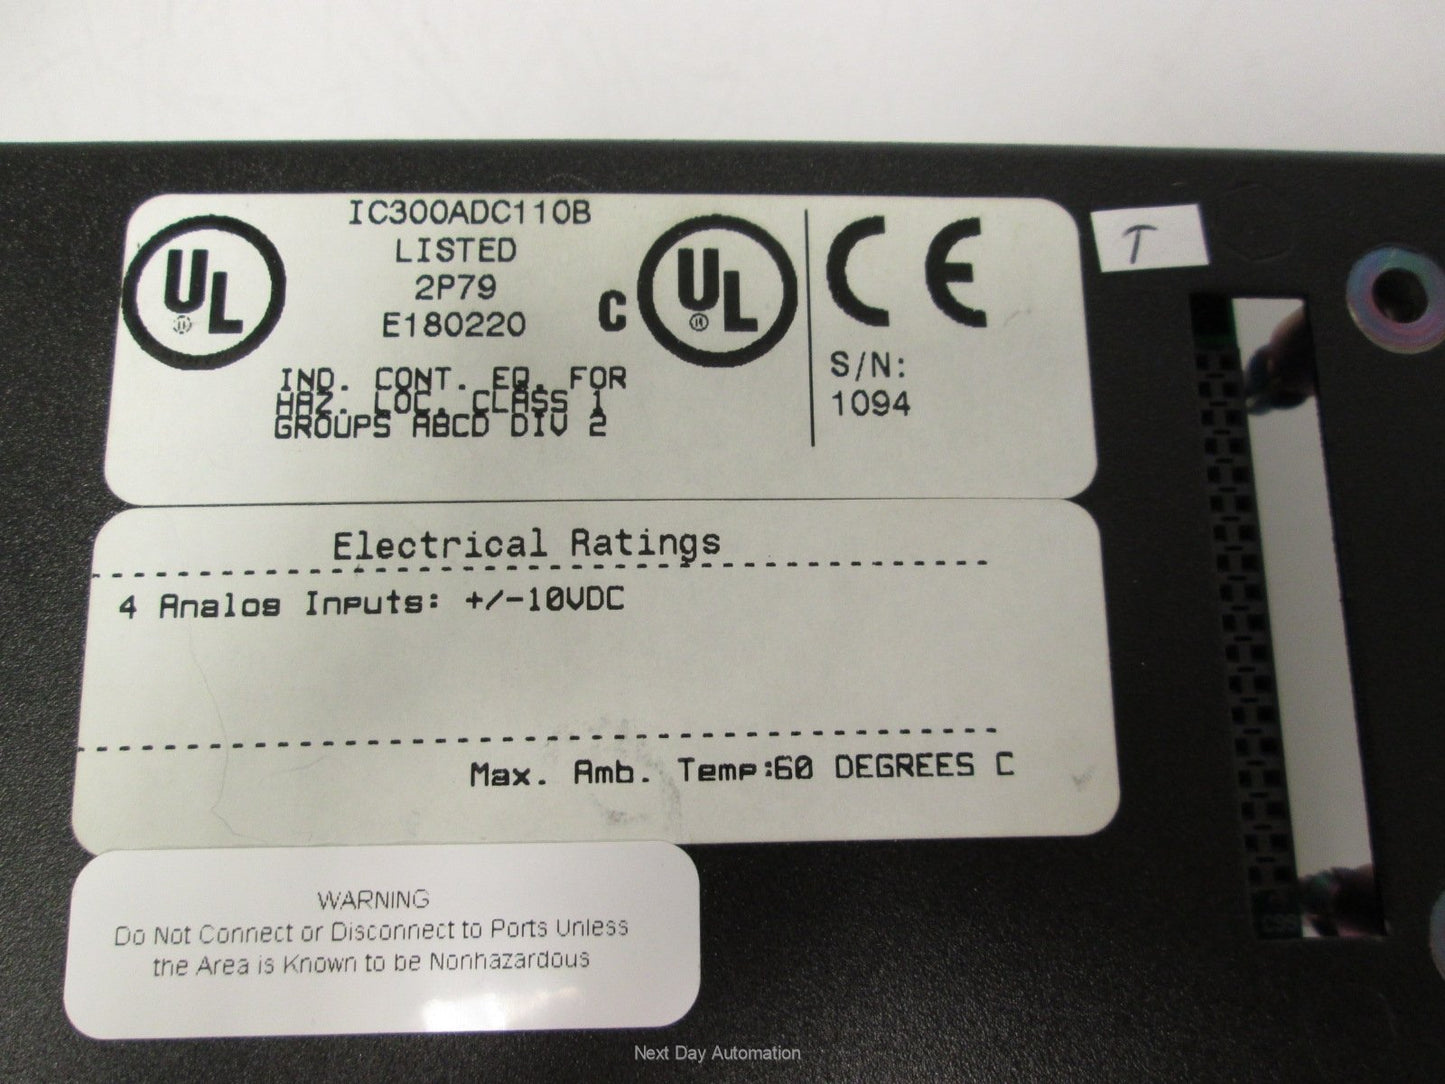 IC300ADC110B
LISTED
2P79
E180220
UL
C UL
CE
IND. CONT. EQ. FOR
HAZ. LOC. CLASS 1
GROUPS ABCD DIV 2
S/N:
1094
T
Electrical Ratings
4 Analog Inputs: +/-10VDC
Max. Amb. Temp:60 DEGREES C
WARNING
Do Not Connect or Disconnect to Ports Unless
the Area is Known to be Nonhazardous
Next Day Automation